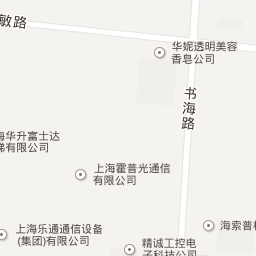 敏路
华妮透明美容
香皂公司
书海路
海华升富士达
梯有限公司
上海霍普光通信
有限公司
上海乐通通信设备
(集团)有限公司
海索普机
精诚工控电
子科技公司